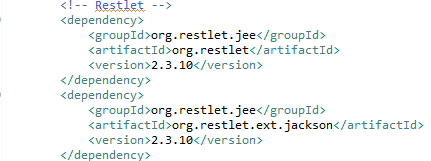 <!-- Restlet -->
<dependency>
<groupId>org.restlet.jee</groupId>
<artifactId>org.restlet</artifactId>
<version>2.3.10</version>
</dependency>
<dependency>
<groupId>org.restlet.jee</groupId>
<artifactId>org.restlet.ext.jackson</artifactId>
<version>2.3.10</version>
</dependency>